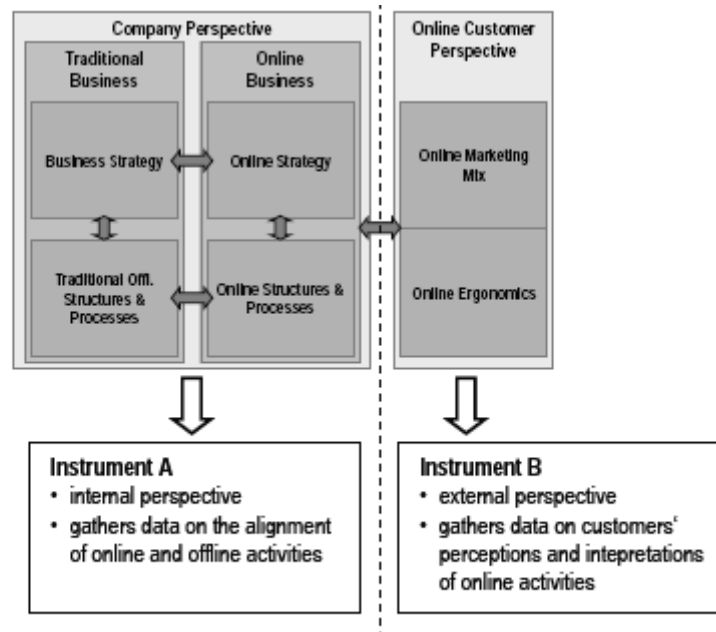 Company Perspective
Traditional
Business
Online
Business
Business Strategy
Online Strategy
Traditional Offl.
Structures &
Processes
Online Structures &
Processes
Online Customer
Perspective
Online Marketing
Mix
Online Ergonomics
Instrument A
• internal perspective
• gathers data on the alignment
of online and offline activities
Instrument B
• external perspective
• gathers data on customers‘
perceptions and intepretations
of online activities